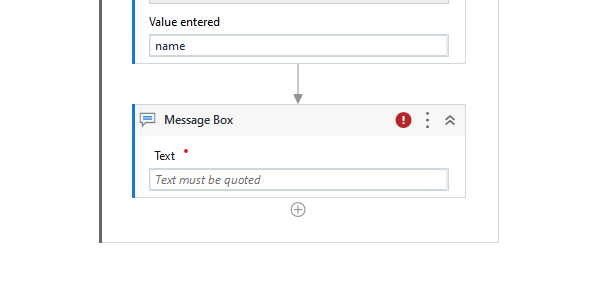 Value entered
name
Message Box
Text
Text must be quoted